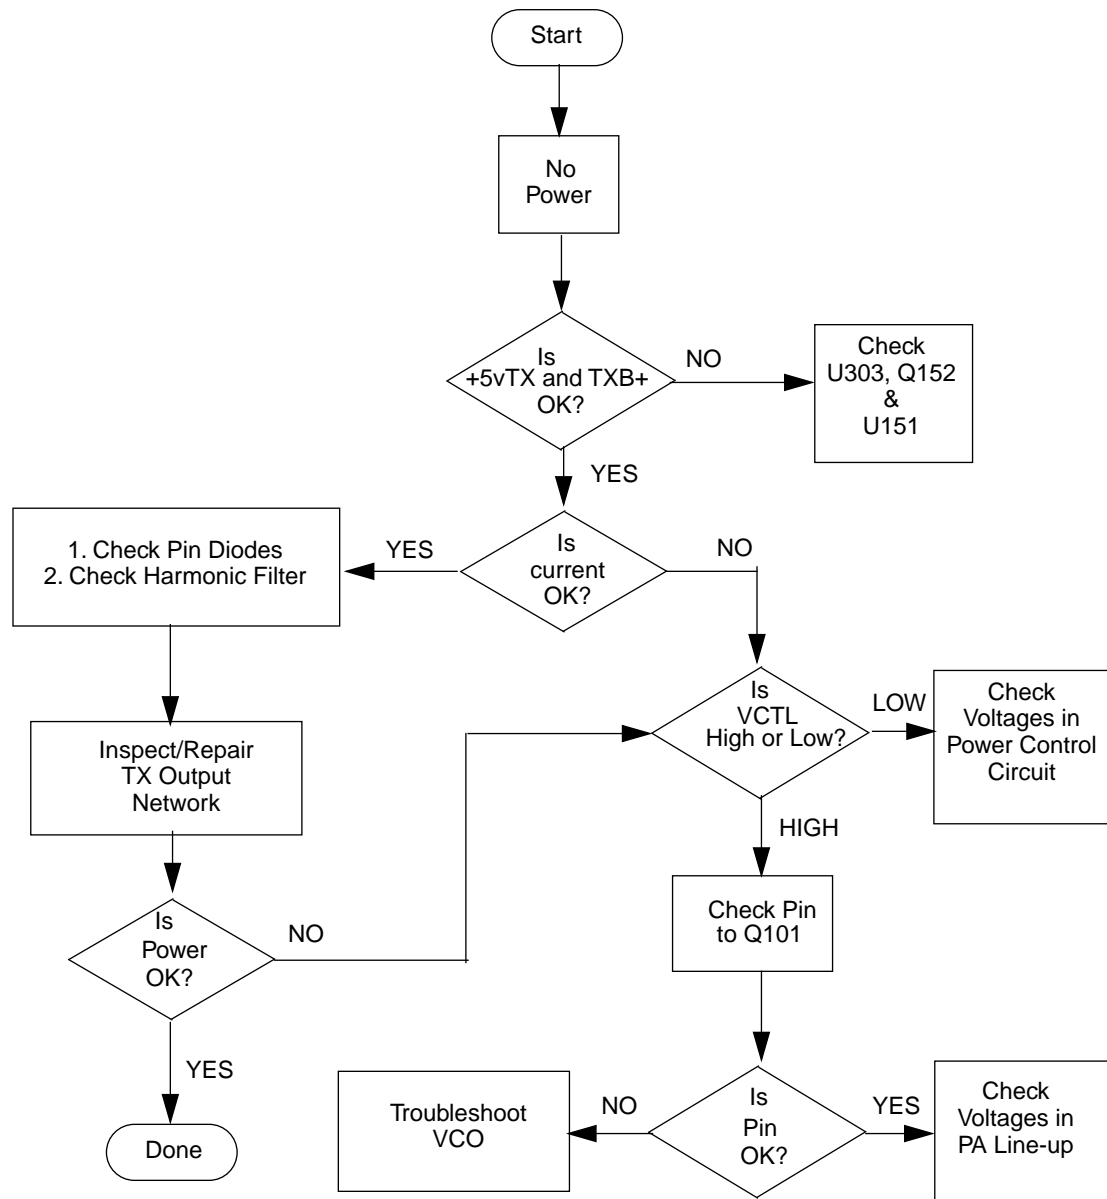 Start
No
Power
Is
+5vTX and TXB+
OK?
NO
Check
U303, Q152
&
U151
YES
1. Check Pin Diodes
2. Check Harmonic Filter
YES
Is
current
OK?
NO
Inspect/Repair
TX Output
Network
Is
VCTL
High or Low?
LOW
Check
Voltages in
Power Control
Circuit
HIGH
Is
Power
OK?
NO
Check Pin
to Q101
YES
Done
Troubleshoot
VCO
NO
Is
Pin
OK?
YES
Check
Voltages in
PA Line-up